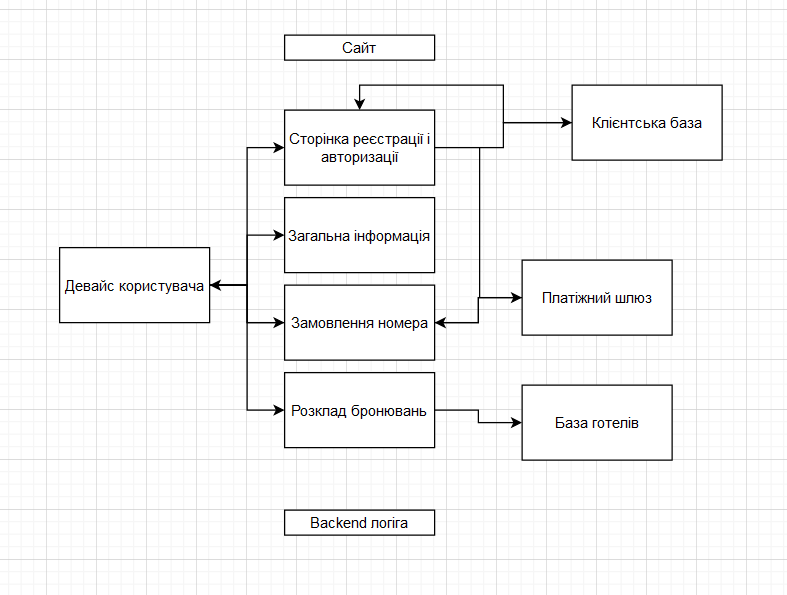 Сайт
Сторінка реєстрації і
авторизації
Клієнтська база
Загальна інформація
Девайс користувача
Платіжний шлюз
Замовлення номера
Розклад бронювань
База готелів
Backend логіга